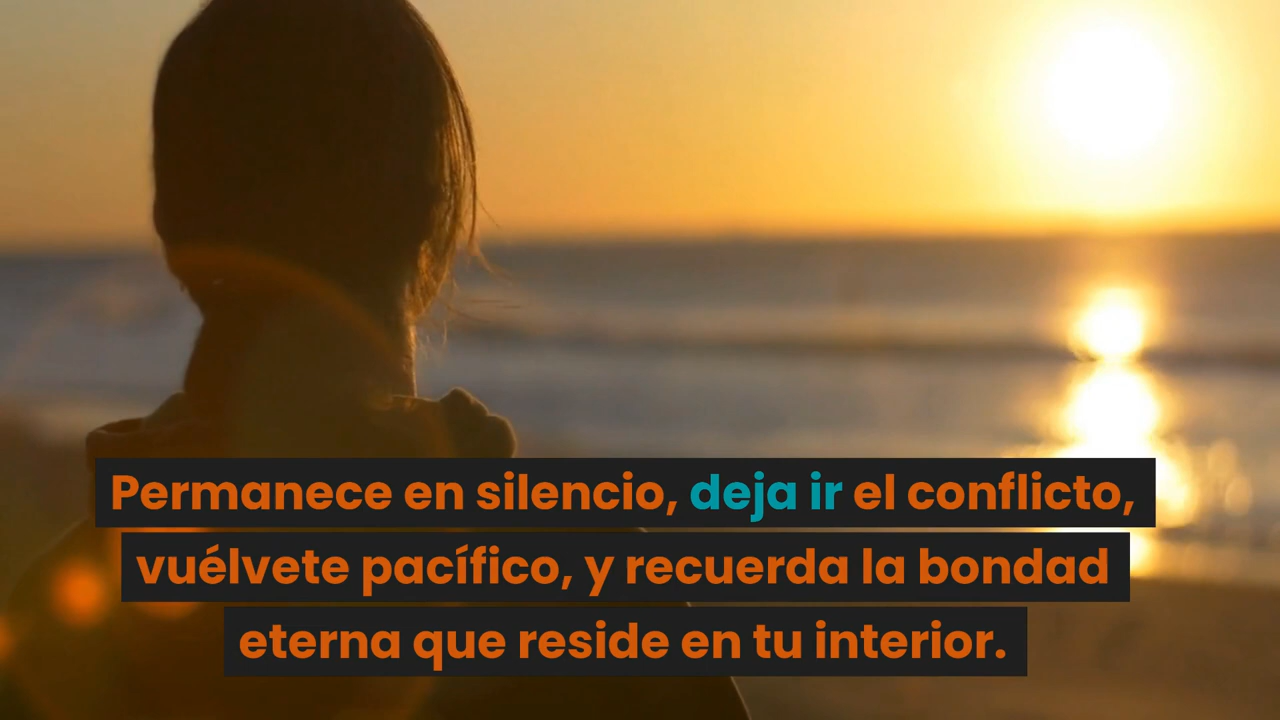 Permanece en silencio, deja ir el conflicto,
vuélvete pacífico, y recuerda la bondad
eterna que reside en tu interior.